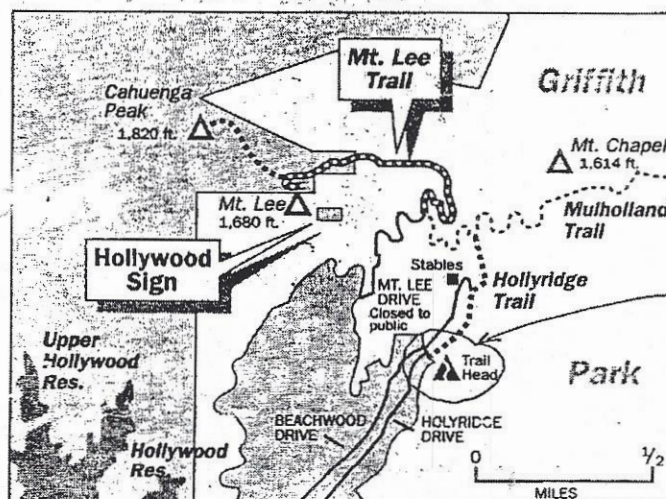 Mt. Lee
Trail
Griffith
Cahuenga
Peak
1,820 ft.
Mt. Chapel
1,614 ft.
Mt. Lee
1,680 ft.
Mulholland
Trail
Hollywood
Sign
Stables
Hollyridge
Trail
MT. LEE
DRIVE
Closed to
public
Upper
Hollywood
Res.
Trail
Head
Park
BEACHWOOD
DRIVE
HOLYRIDGE
DRIVE
Hollywood
Res.
0 1/2
MILES